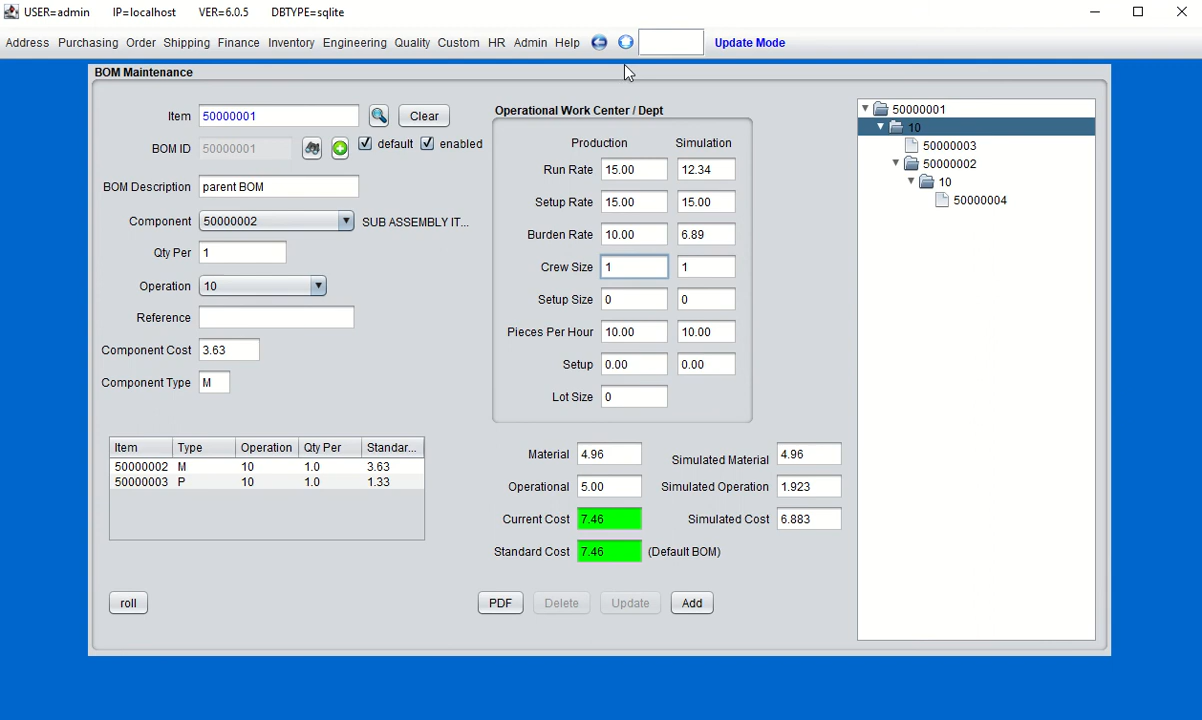 USER=admin IP=localhost VER=6.0.5 DBTYPE=sqlite
Address Purchasing Order Shipping Finance Inventory Engineering Quality Custom HR Admin Help Update Mode
BOM Maintenance
Item 50000001 Clear
BOM ID 50000001 default enabled
BOM Description parent BOM
Component 50000002 SUB ASSEMBLY IT...
Qty Per 1
Operation 10
Reference
Component Cost 3.63
Component Type M
Item Type Operation Qty Per Standar...
50000002 M 10 1.0 3.63
50000003 P 10 1.0 1.33
roll
Operational Work Center / Dept
Production Simulation
Run Rate 15.00 12.34
Setup Rate 15.00 15.00
Burden Rate 10.00 6.89
Crew Size 1 1
Setup Size 0 0
Pieces Per Hour 10.00 10.00
Setup 0.00 0.00
Lot Size 0
Material 4.96 Simulated Material 4.96
Operational 5.00 Simulated Operation 1.923
Current Cost 7.46 Simulated Cost 6.883
Standard Cost 7.46 (Default BOM)
PDF Delete Update Add
50000001
10
50000003
50000002
10
50000004